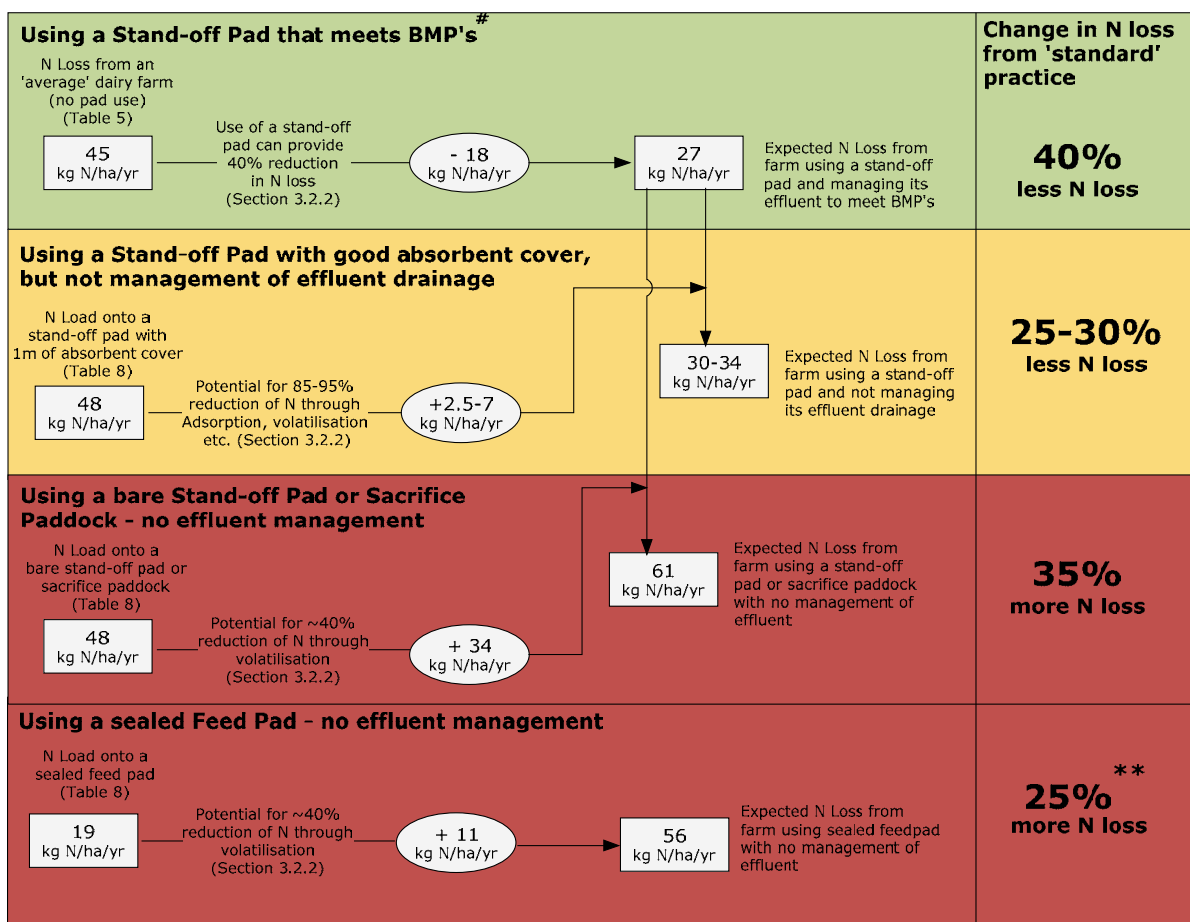 Using a Stand-off Pad that meets BMP's#
Change in N loss
from 'standard'
practice
N Loss from an
'average' dairy farm
(no pad use)
(Table 5)
45
kg N/ha/yr
Use of a stand-off
pad can provide
40% reduction
in N loss
(Section 3.2.2)
- 18
kg N/ha/yr
27
kg N/ha/yr
Expected N Loss from
farm using a stand-off
pad and managing its
effluent to meet BMP's
40%
less N loss
Using a Stand-off Pad with good absorbent cover,
but not management of effluent drainage
N Load onto a
stand-off pad with
1m of absorbent cover
(Table 8)
48
kg N/ha/yr
Potential for 85-95%
reduction of N through
Adsorption, volatilisation
etc. (Section 3.2.2)
+2.5-7
kg N/ha/yr
30-34
kg N/ha/yr
Expected N Loss from
farm using a stand-off
pad and not managing
its effluent drainage
25-30%
less N loss
Using a bare Stand-off Pad or Sacrifice
Paddock - no effluent management
N Load onto a
bare stand-off pad or
sacrifice paddock
(Table 8)
48
kg N/ha/yr
Potential for ~40%
reduction of N through
volatilisation
(Section 3.2.2)
+ 34
kg N/ha/yr
61
kg N/ha/yr
Expected N Loss from
farm using a stand-off
pad or sacrifice paddock
with no management of
effluent
35%
more N loss
Using a sealed Feed Pad - no effluent management
N Load onto a
sealed feed pad
(Table 8)
19
kg N/ha/yr
Potential for ~40%
reduction of N through
volatilisation
(Section 3.2.2)
+ 11
kg N/ha/yr
56
kg N/ha/yr
Expected N Loss from
farm using sealed feedpad
with no management of
effluent
25%**
more N loss